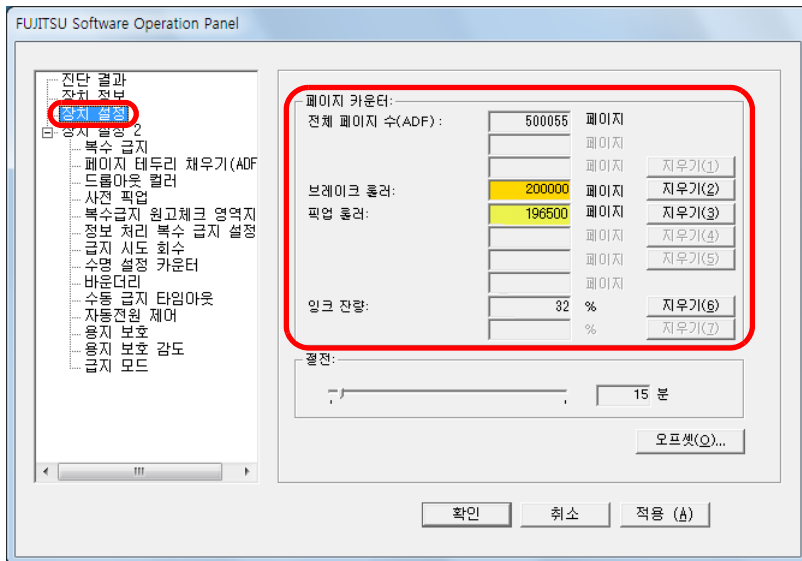 FUJITSU Software Operation Panel
진단 결과
장치 정보
장치 설정
장치 설정 2
복수 급지
페이지 테두리 채우기(ADF
드롭아웃 컬러
사전 픽업
복수급지 원고체크 영역지
정보 처리 복수 급지 설정
급지 시도 회수
수명 설정 카운터
바운더리
수동 급지 타임아웃
자동전원 제어
용지 보호
용지 보호 감도
급지 모드
페이지 카운터:
전체 페이지 수(ADF) : 500055 페이지
페이지
페이지 지우기(1)
브레이크 롤러: 200000 페이지 지우기(2)
픽업 롤러: 196500 페이지 지우기(3)
페이지 지우기(4)
페이지 지우기(5)
페이지
잉크 잔량: 32 % 지우기(6)
% 지우기(7)
절전:
15 분
오프셋(O)...
확인 취소 적용 (A)